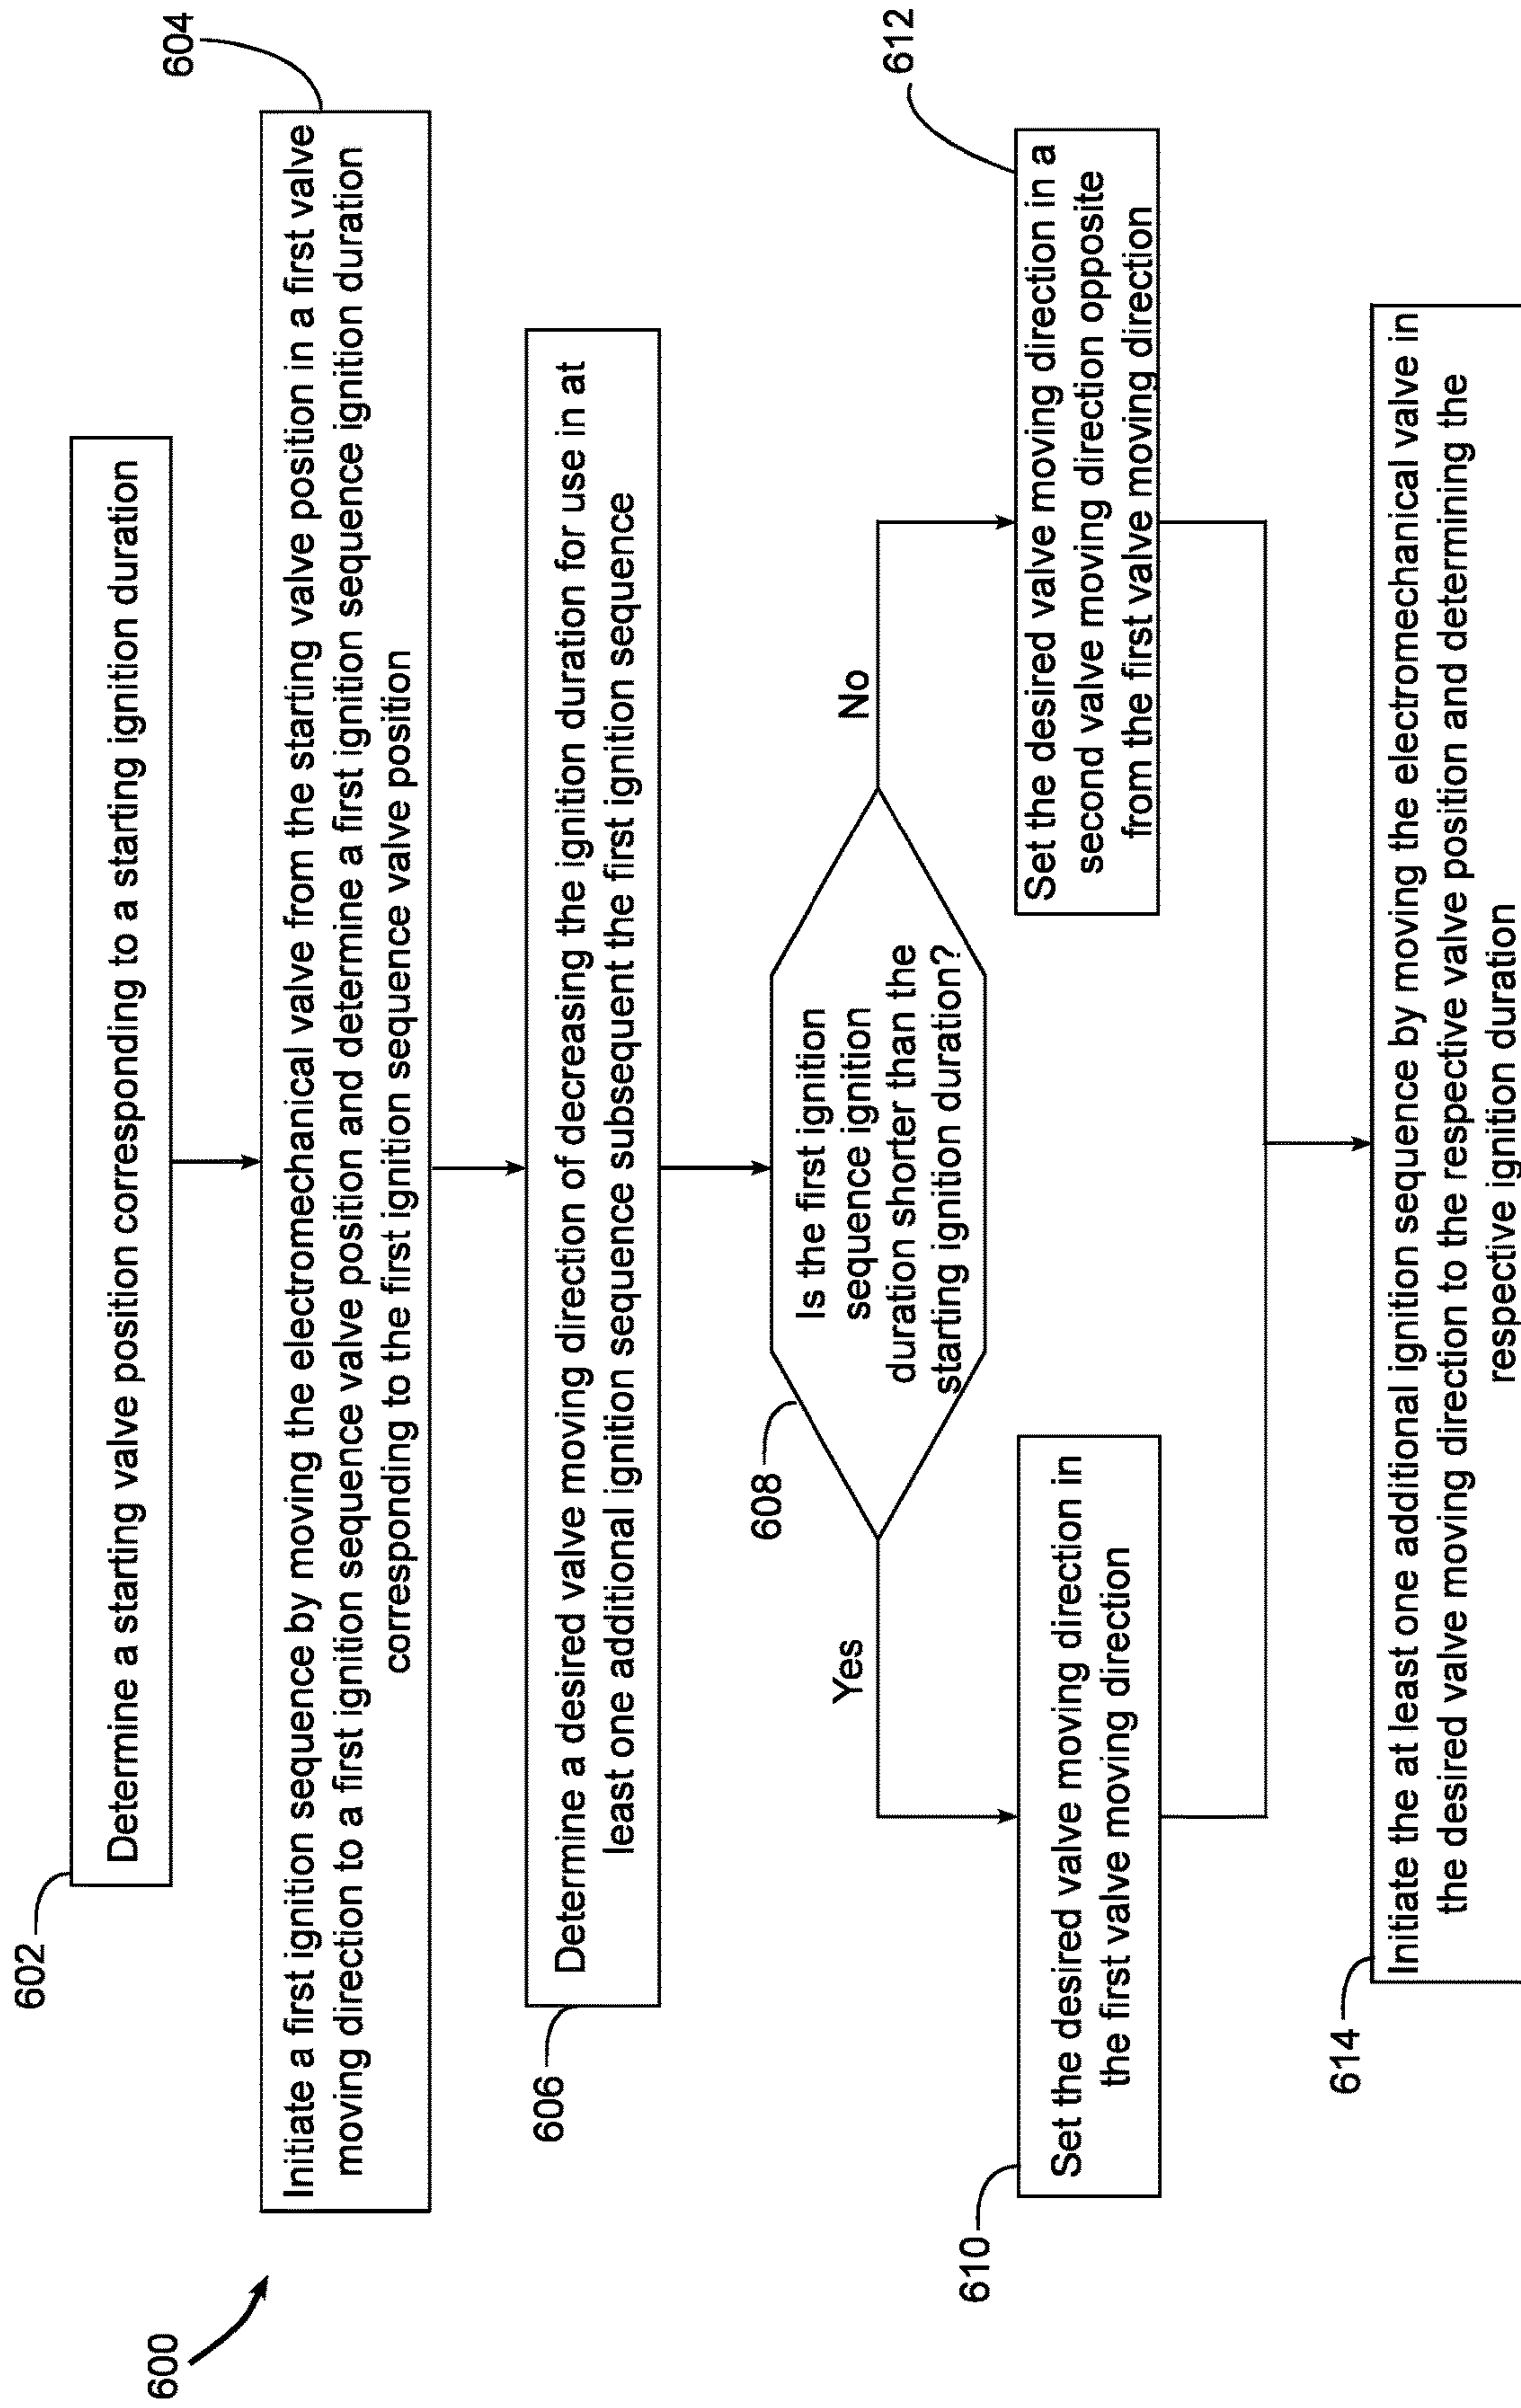 600
602
Determine a starting valve position corresponding to a starting ignition duration
604
Initiate a first ignition sequence by moving the electromechanical valve from the starting valve position in a first valve
moving direction to a first ignition sequence valve position and determine a first ignition sequence ignition duration
corresponding to the first ignition sequence valve position
606
Determine a desired valve moving direction of decreasing the ignition duration for use in at
least one additional ignition sequence subsequent the first ignition sequence
608
Is the first ignition
sequence ignition
duration shorter than the
starting ignition duration?
Yes
No
610
Set the desired valve moving direction in
the first valve moving direction
612
Set the desired valve moving direction in a
second valve moving direction opposite
from the first valve moving direction
614
Initiate the at least one additional ignition sequence by moving the electromechanical valve in
the desired valve moving direction to the respective valve position and determining the
respective ignition duration